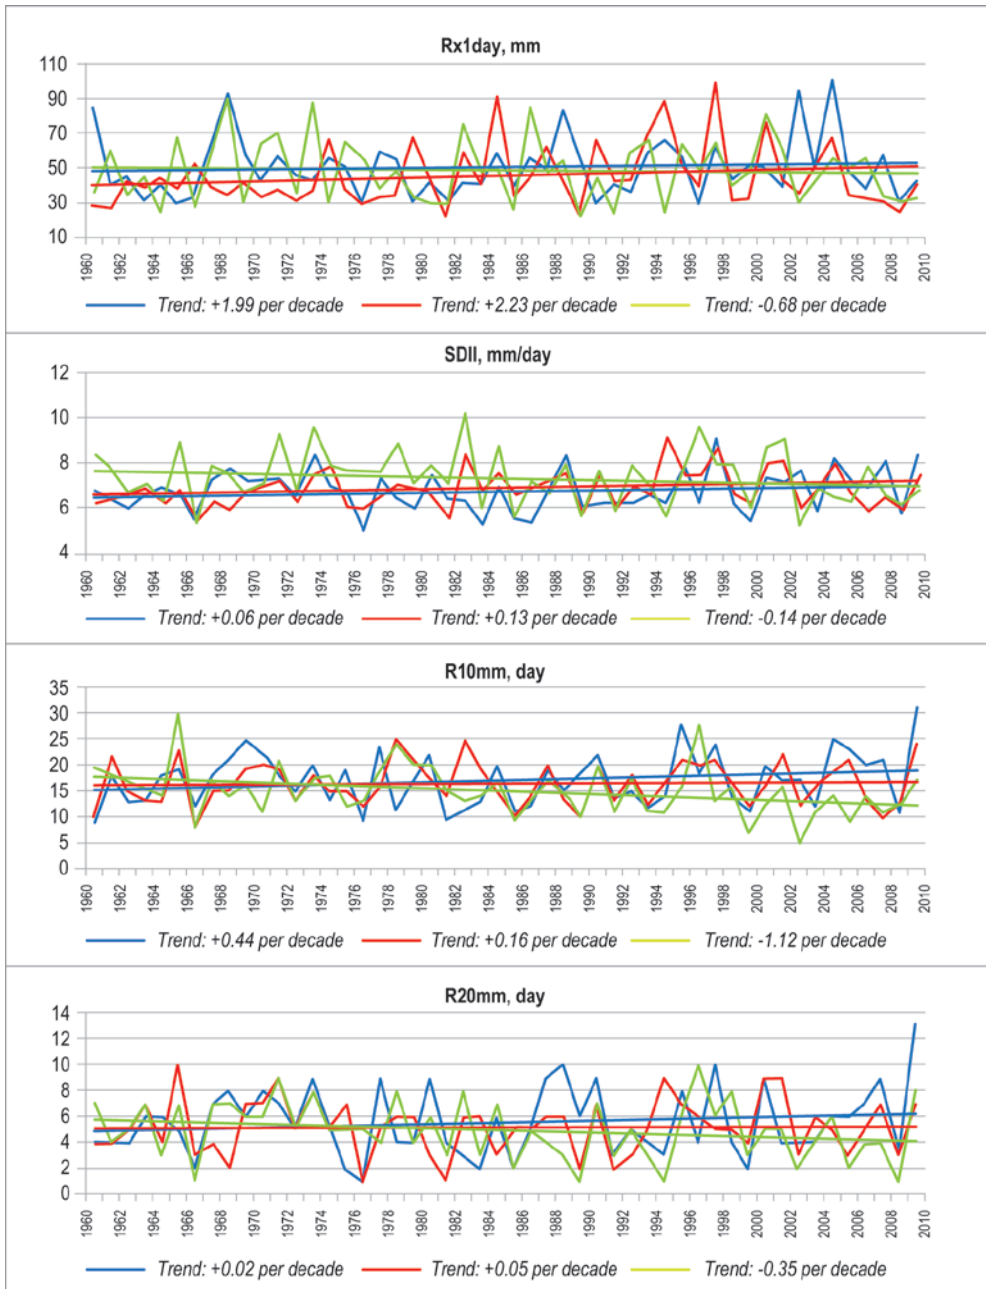 Rx1day, mm
110
90
70
50
30
10
1960 1962 1964 1966 1968 1970 1972 1974 1976 1978 1980 1982 1984 1986 1988 1990 1992 1994 1996 1998 2000 2002 2004 2006 2008 2010
Trend: +1.99 per decade Trend: +2.23 per decade Trend: -0.68 per decade
SDII, mm/day
12
10
8
6
4
1960 1962 1964 1966 1968 1970 1972 1974 1976 1978 1980 1982 1984 1986 1988 1990 1992 1994 1996 1998 2000 2002 2004 2006 2008 2010
Trend: +0.06 per decade Trend: +0.13 per decade Trend: -0.14 per decade
R10mm, day
35
30
25
20
15
10
5
0
1960 1962 1964 1966 1968 1970 1972 1974 1976 1978 1980 1982 1984 1986 1988 1990 1992 1994 1996 1998 2000 2002 2004 2006 2008 2010
Trend: +0.44 per decade Trend: +0.16 per decade Trend: -1.12 per decade
R20mm, day
14
12
10
8
6
4
2
0
1960 1962 1964 1966 1968 1970 1972 1974 1976 1978 1980 1982 1984 1986 1988 1990 1992 1994 1996 1998 2000 2002 2004 2006 2008 2010
Trend: +0.02 per decade Trend: +0.05 per decade Trend: -0.35 per decade